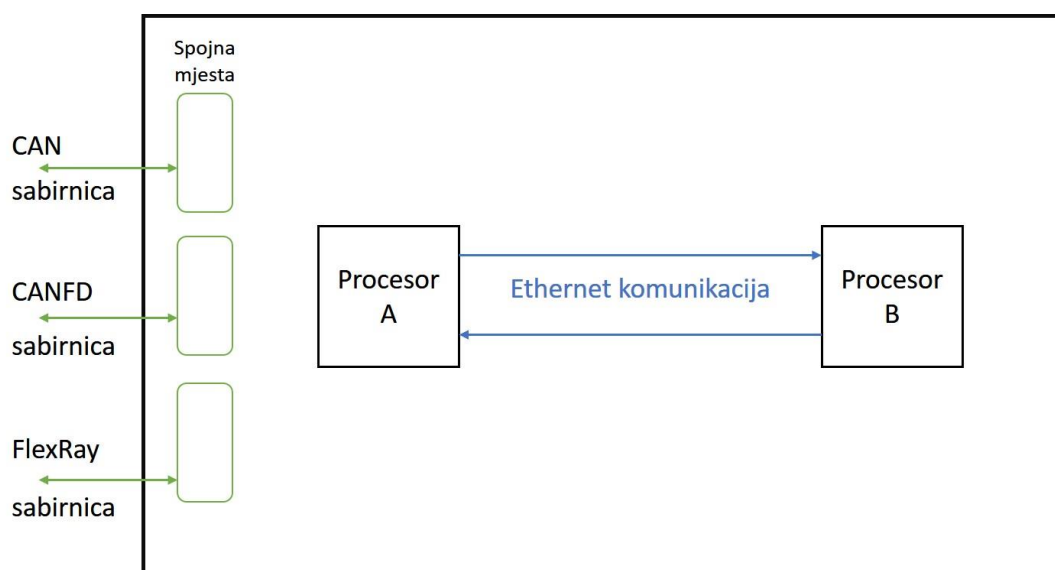 Spojna
mjesta
CAN
sabirnica
CANFD
sabirnica
FlexRay
sabirnica
Procesor
A
Ethernet komunikacija
Procesor
B